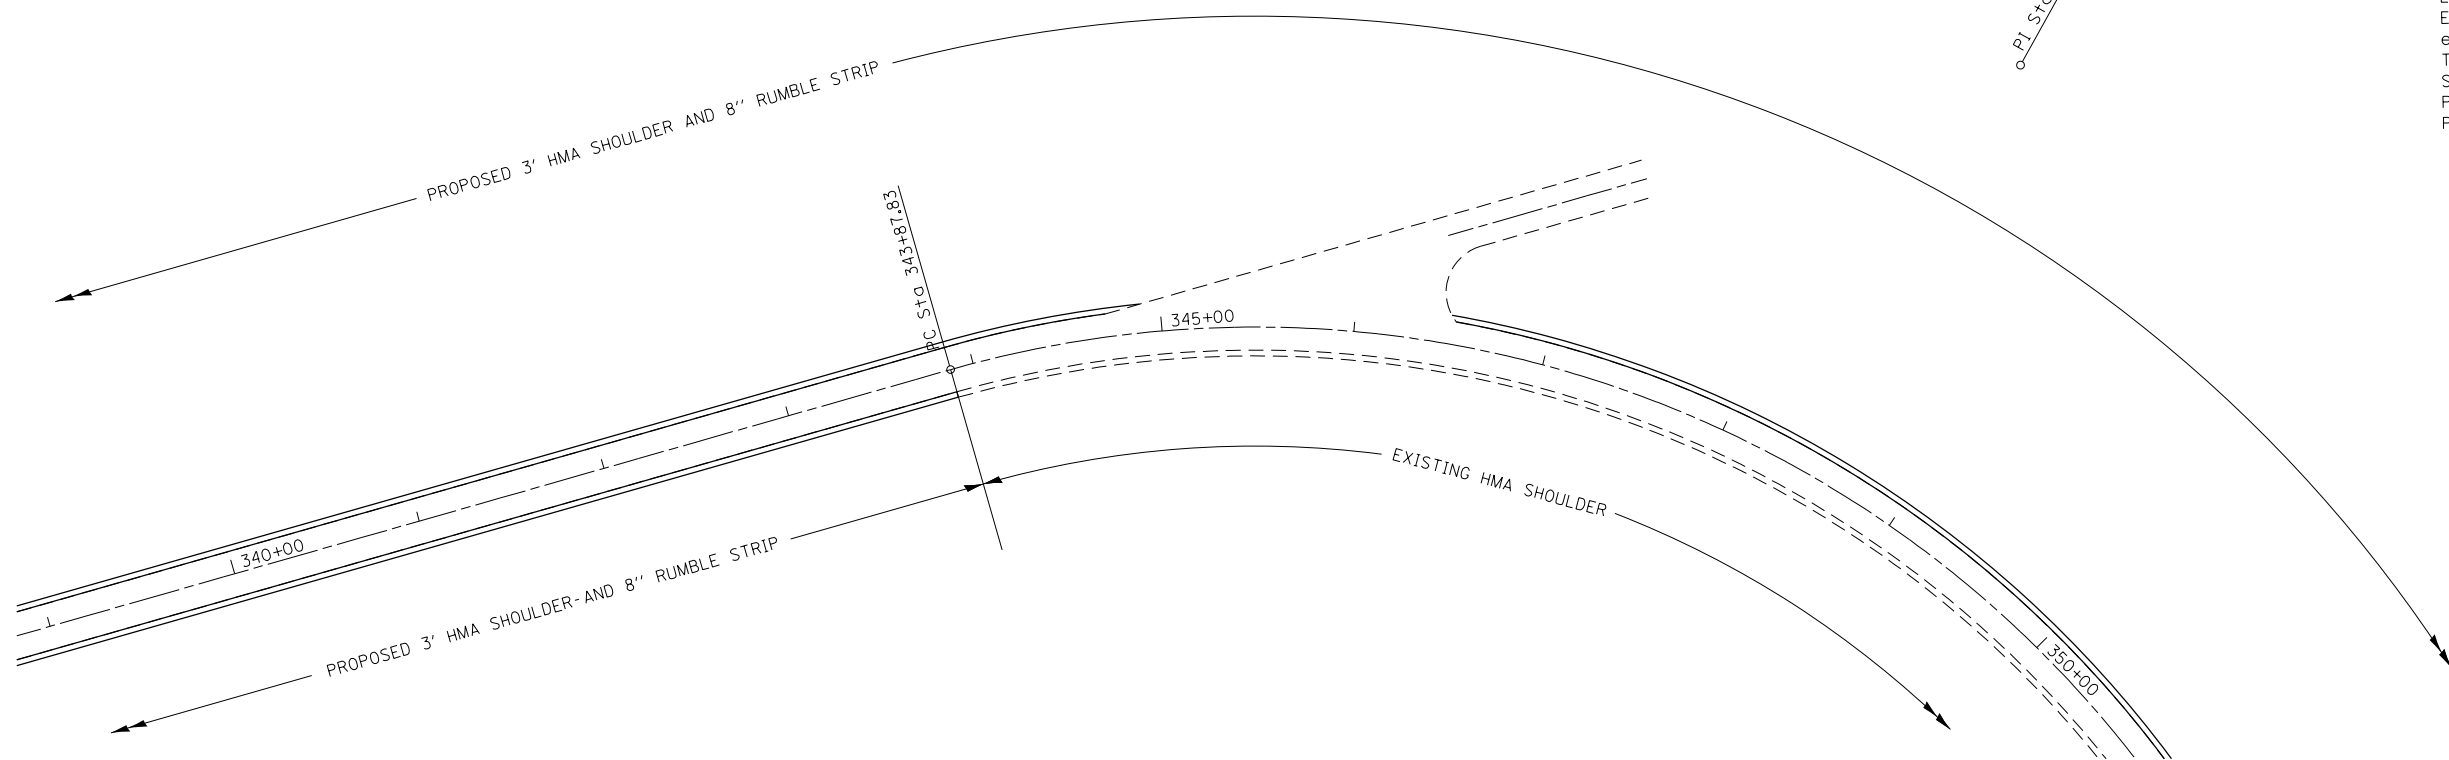 PROPOSED 3' HMA SHOULDER AND 8'' RUMBLE STRIP
PI
PC Sta 343+87.83
345+00
EXISTING HMA SHOULDER
340+00
PROPOSED 3' HMA SHOULDER-AND 8'' RUMBLE STRIP
350+00
E
e
T
S
P
P